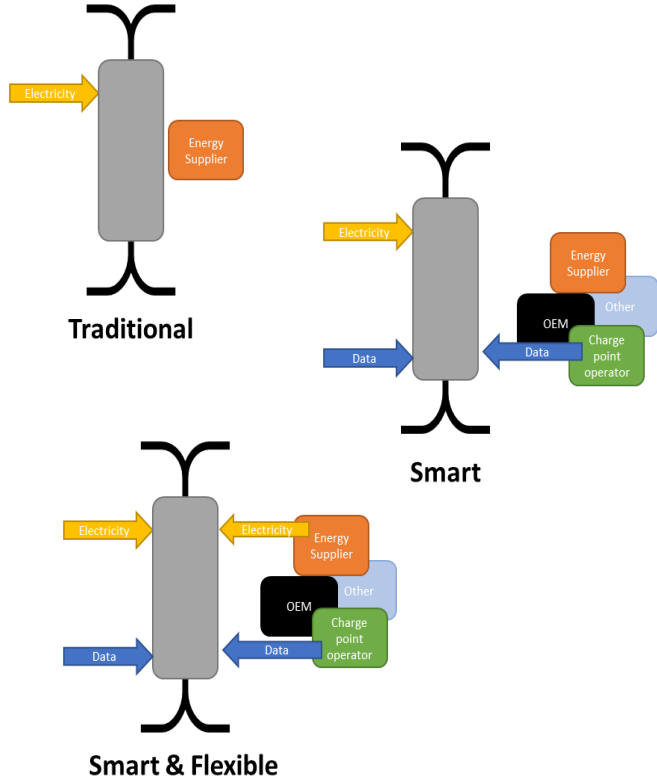 Electricity
Energy
Supplier
Traditional
Electricity
Energy
Supplier
Other
OEM
Data
Data
Charge
point
operator
Smart
Electricity
Electricity
Energy
Supplier
Other
OEM
Charge
point
operator
Data
Data
Smart & Flexible